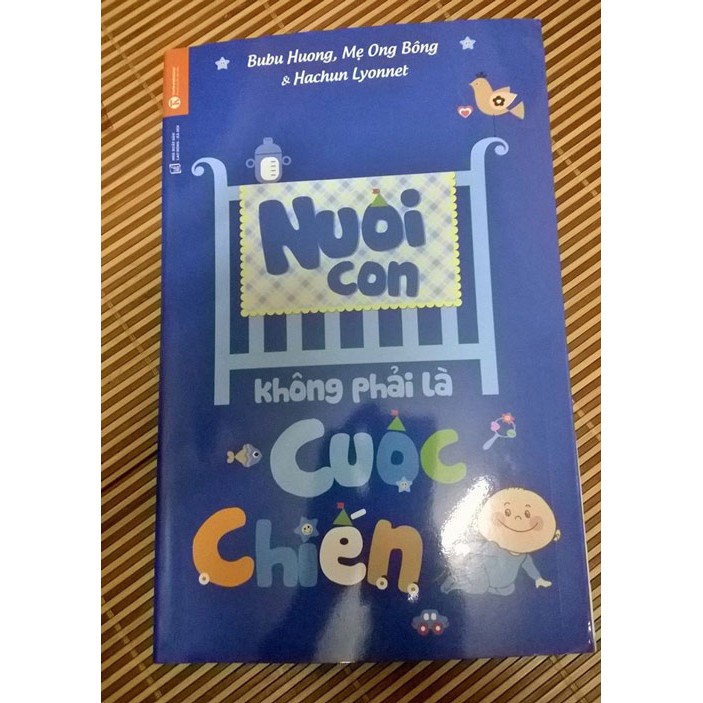 Bubu Huong, Mẹ Ong Bông
& Hachun Lyonnet
Nuôi
con
không phải là
Cuộc
Chiến